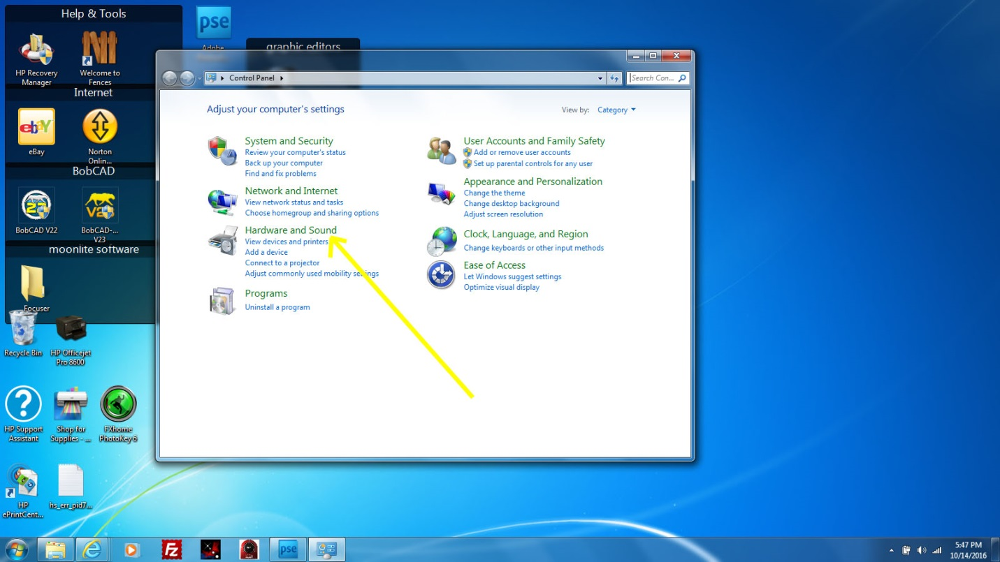 Help & Tools
HP Recovery
Manager
Welcome to
Fences
Internet
eBay
eBay
Norton
Onlin...
BobCAD
22
V23
BobCAD V22
BobCAD-...
V23
moonlite software
Focuser
Recycle Bin
HP Officejet
Pro 8600
HP Support
Assistant
Shop for
Supplies - ...
FXhome
PhotoKey 6
HP
ePrintCent...
hs_err_pid7...
pse
Adobe
graphic editors
Control Panel
Search Con...
Adjust your computer's settings
View by: Category
System and Security
Review your computer's status
Back up your computer
Find and fix problems
Network and Internet
View network status and tasks
Choose homegroup and sharing options
Hardware and Sound
View devices and printers
Add a device
Connect to a projector
Adjust commonly used mobility settings
Programs
Uninstall a program
User Accounts and Family Safety
Add or remove user accounts
Set up parental controls for any user
Appearance and Personalization
Change the theme
Change desktop background
Adjust screen resolution
Clock, Language, and Region
Change keyboards or other input methods
Ease of Access
Let Windows suggest settings
Optimize visual display
Fz
pse
5:47 PM
10/14/2016